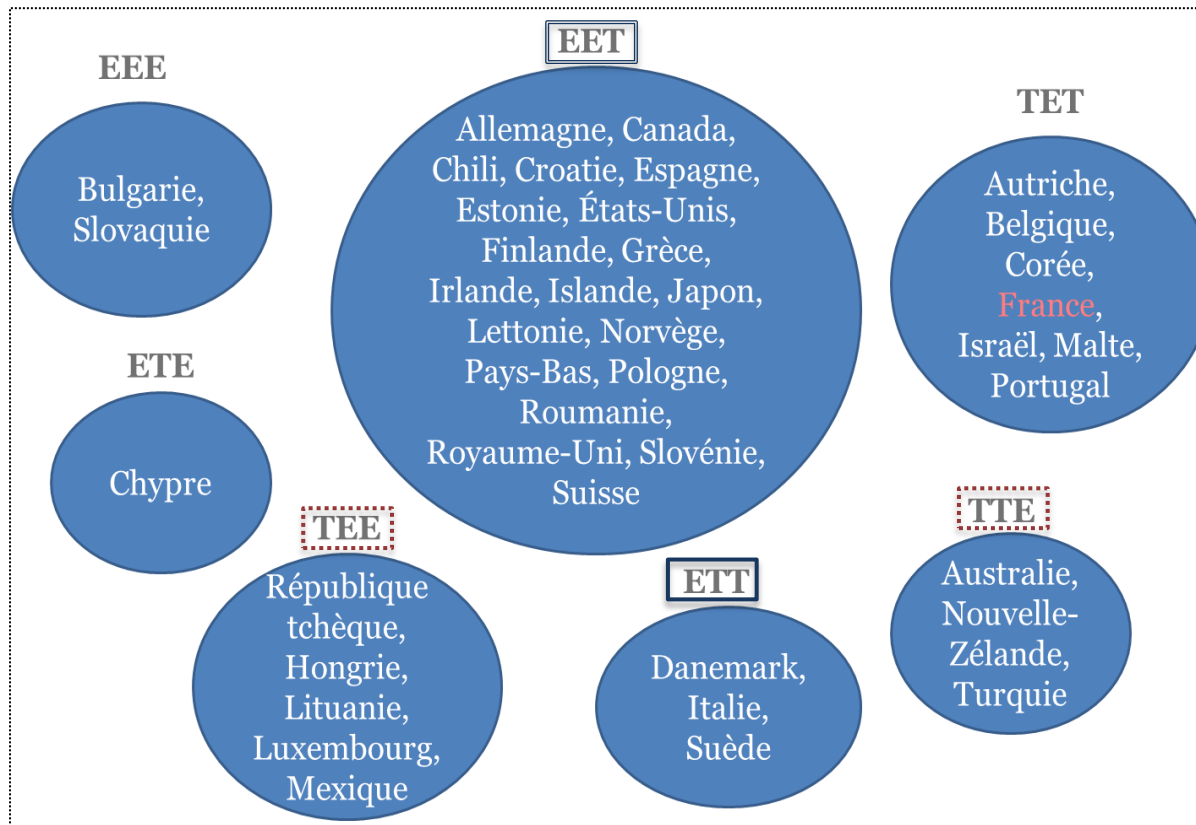 EEE
Bulgarie,
Slovaquie
EET
Allemagne, Canada,
Chili, Croatie, Espagne,
Estonie, États-Unis,
Finlande, Grèce,
Irlande, Islande, Japon,
Lettonie, Norvège,
Pays-Bas, Pologne,
Roumanie,
Royaume-Uni, Slovénie,
Suisse
TET
Autriche,
Belgique,
Corée,
France,
Israël, Malte,
Portugal
ETE
Chypre
TEE
République
tchèque,
Hongrie,
Lituanie,
Luxembourg,
Mexique
ETT
Danemark,
Italie,
Suède
TTE
Australie,
Nouvelle-
Zélande,
Turquie